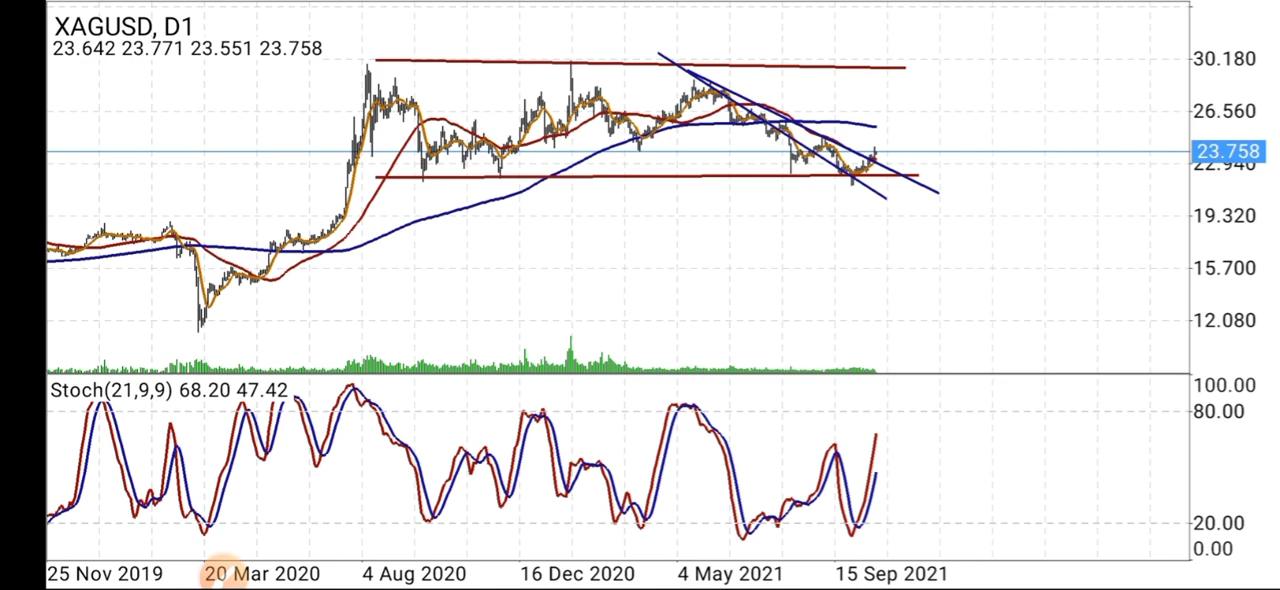 XAGUSD, D1
23.642 23.771 23.551 23.758
30.180
26.560
23.758
22.940
19.320
15.700
12.080
Stoch(21,9,9) 68.20 47.42
100.00
80.00
20.00
0.00
25 Nov 2019 20 Mar 2020 4 Aug 2020 16 Dec 2020 4 May 2021 15 Sep 2021